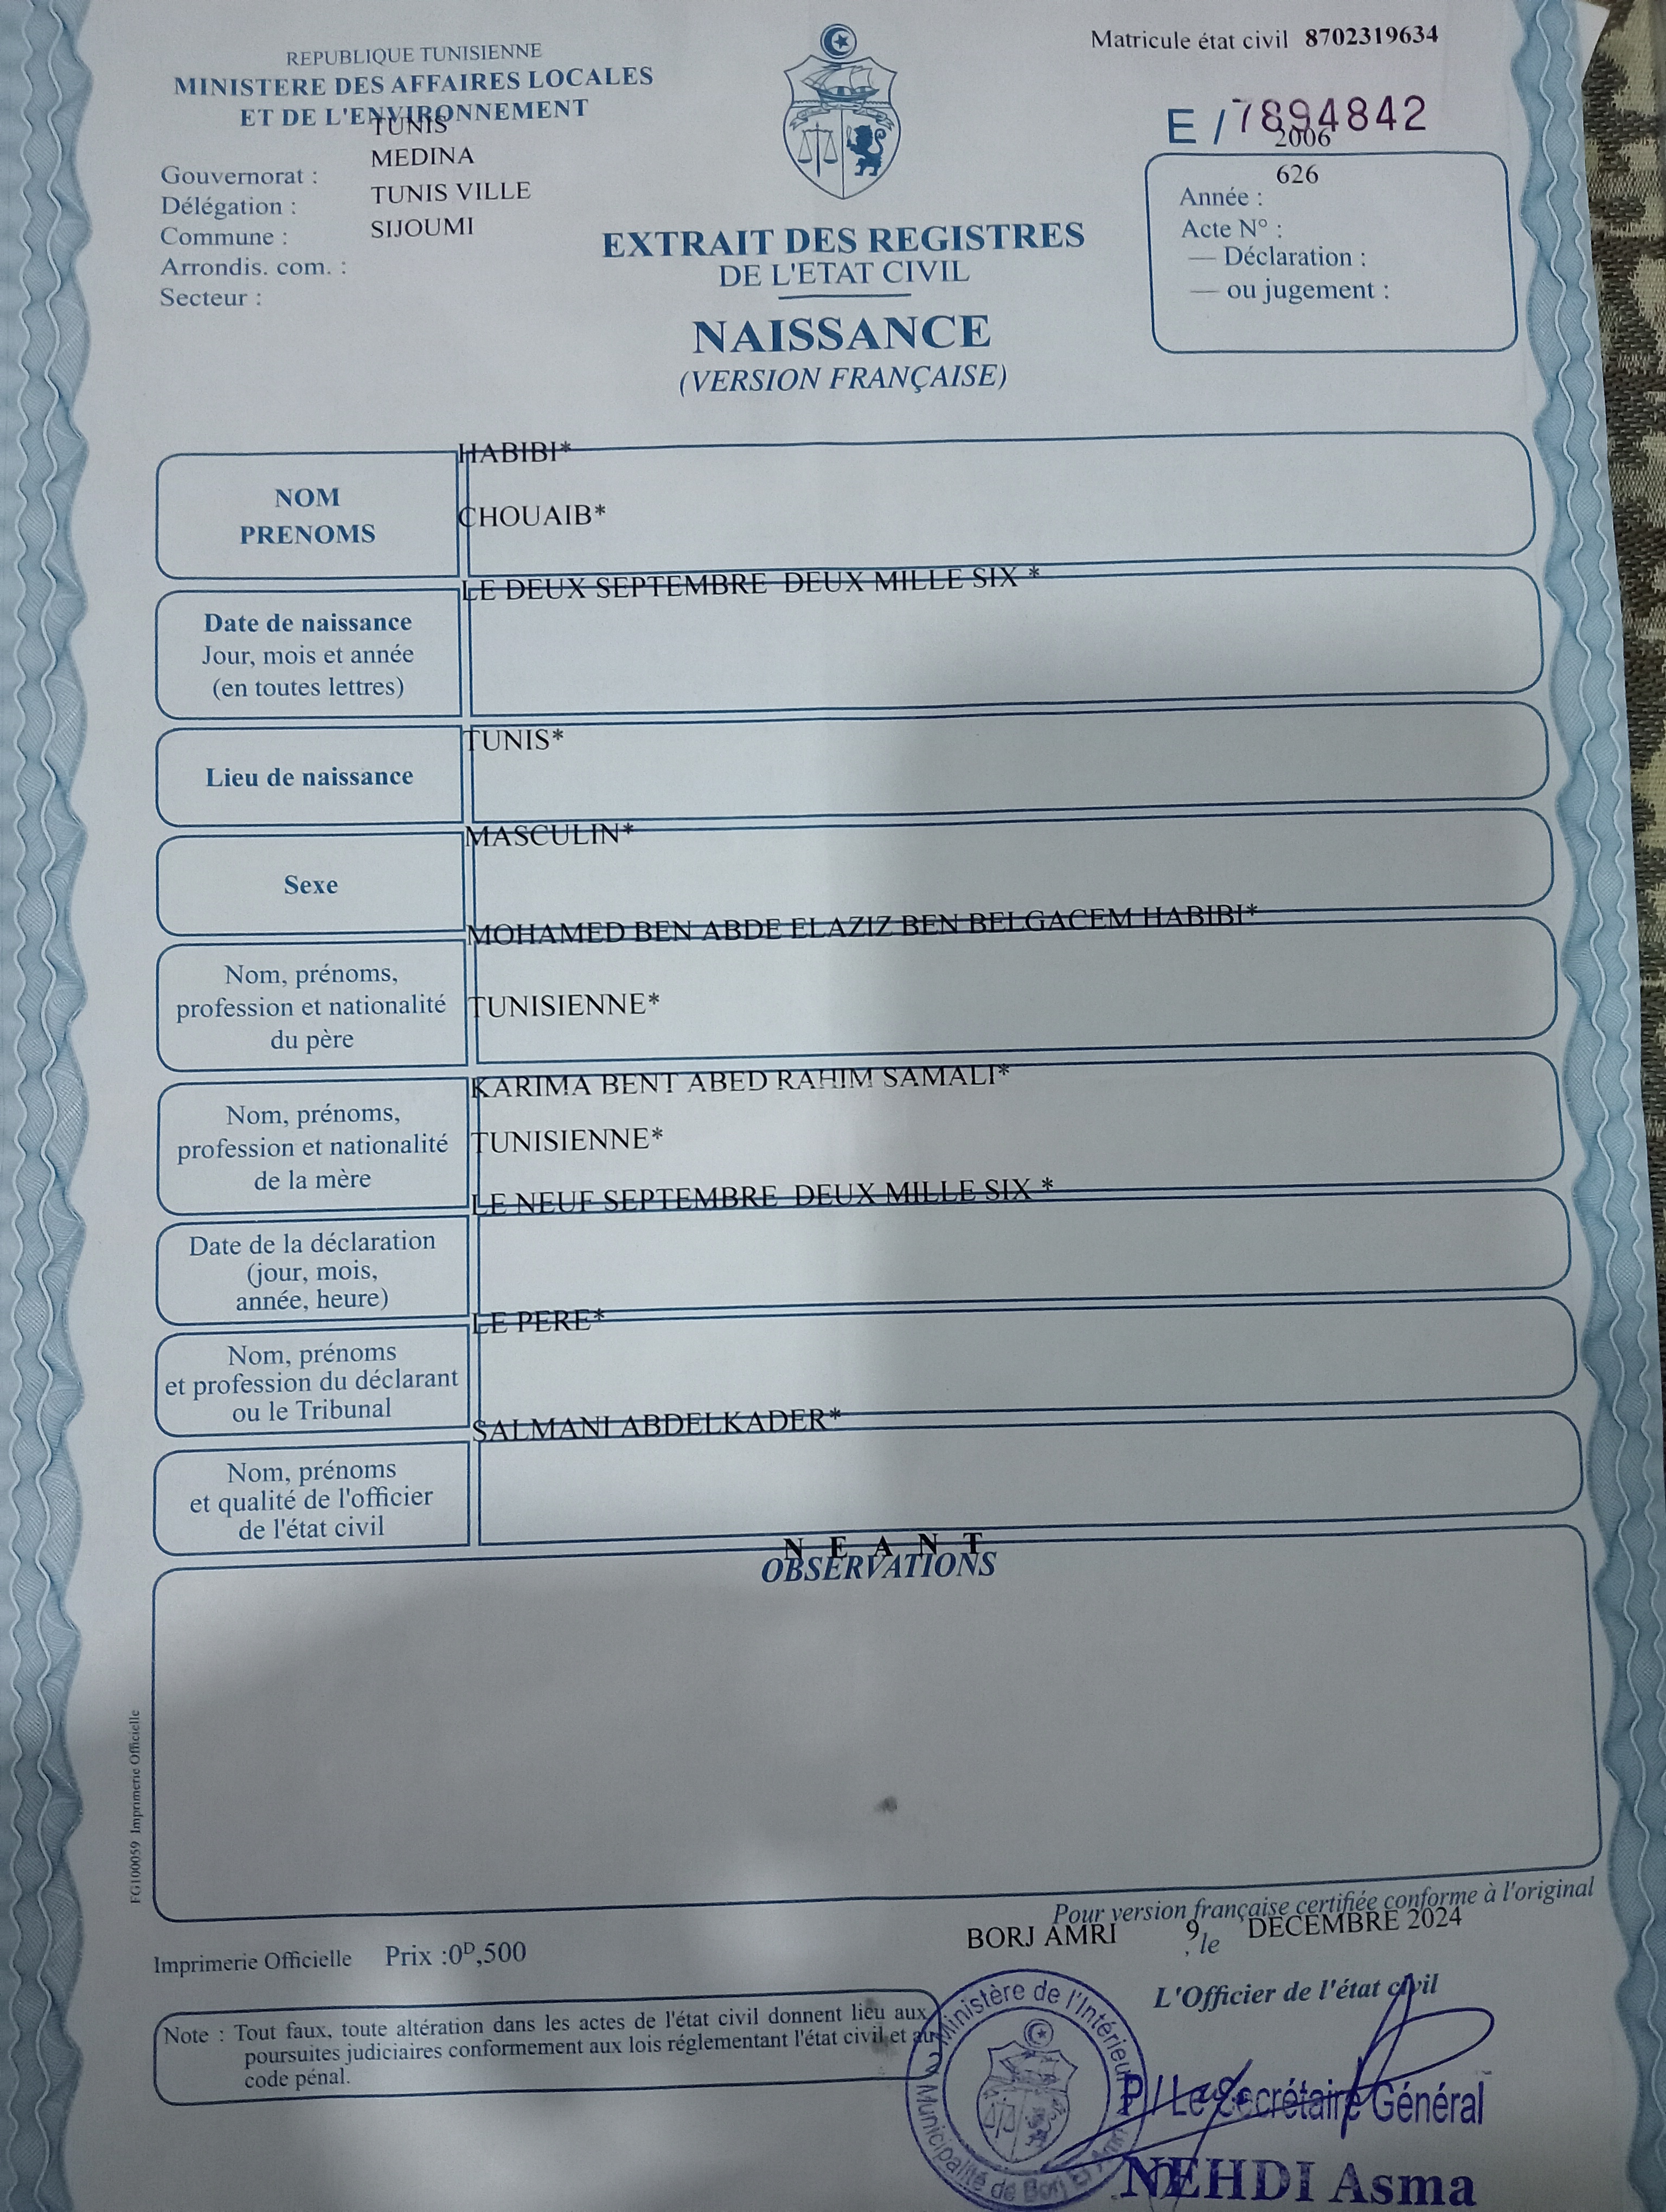 REPUBLIQUE TUNISIENNE
MINISTERE DES AFFAIRES LOCALES
ET DE L'ENVIRONNEMENT
TUNIS
MEDINA
Gouvernorat :
TUNIS VILLE
Délégation :
SIJOUMI
Commune :
Arrondis. com. :
Secteur :
Matricule état civil 8702319634
E / 7894842
2006
626
Année :
Acte N° :
— Déclaration :
— ou jugement :
EXTRAIT DES REGISTRES
DE L'ETAT CIVIL
NAISSANCE
(VERSION FRANÇAISE)
HABIBI*
NOM
CHOUAIB*
PRENOMS
LE DEUX SEPTEMBRE DEUX MILLE SIX *
Date de naissance
Jour, mois et année
(en toutes lettres)
TUNIS*
Lieu de naissance
MASCULIN*
Sexe
MOHAMED BEN ABDE ELAZIZ BEN BELGACEM HABIBI*
Nom, prénoms,
profession et nationalité
du père
TUNISIENNE*
KARIMA BENT ABED RAHIM SAMALI*
Nom, prénoms,
profession et nationalité
de la mère
TUNISIENNE*
LE NEUF SEPTEMBRE DEUX MILLE SIX *
Date de la déclaration
(jour, mois,
année, heure)
LE PERE*
Nom, prénoms
et profession du déclarant
ou le Tribunal
SALMANI ABDELKADER*
Nom, prénoms
et qualité de l'officier
de l'état civil
N E A N T
OBSERVATIONS
FG100059 Imprimerie Officielle
Pour version française certifiée conforme à l'original
BORJ AMRI , le 9 DECEMBRE 2024
Imprimerie Officielle Prix :0ᴰ,500
L'Officier de l'état civil
Note : Tout faux, toute altération dans les actes de l'état civil donnent lieu aux
poursuites judiciaires conformement aux lois réglementant l'état civil et au
code pénal.
Ministère de l'Intérieur
Municipalité de Borj El Amri
P / Le Secrétaire Général
NEHDI Asma